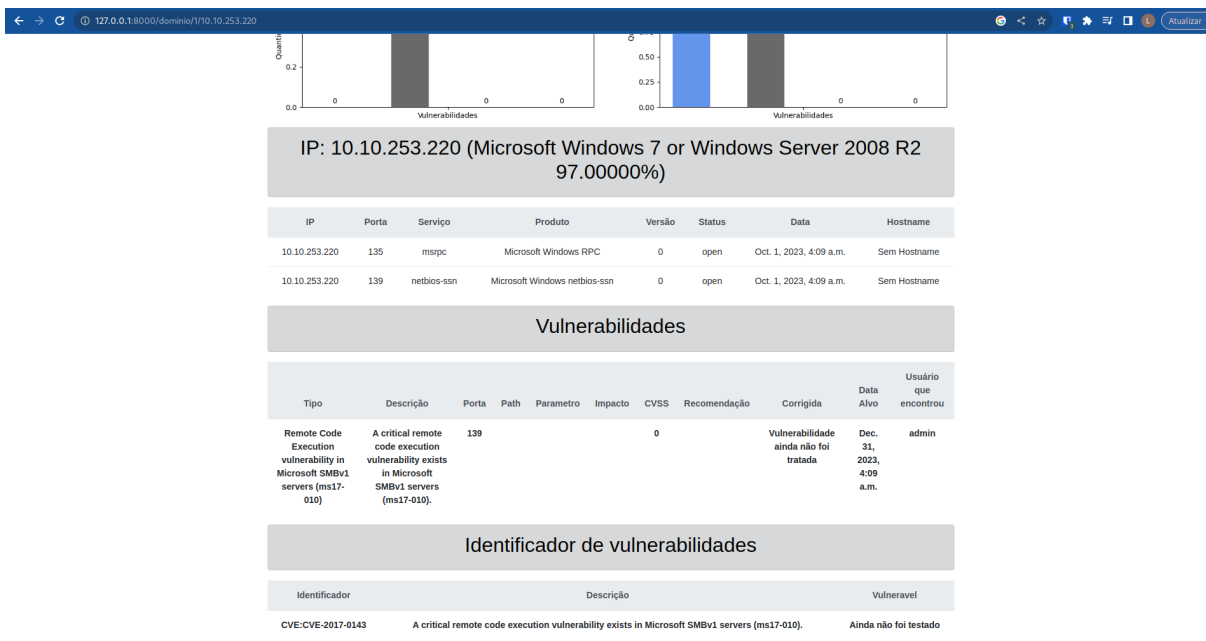 127.0.0.1:8000/dominio/1/10.10.253.220
Atualizar
0.2
0.0
0
0
0
Vulnerabilidades
0.50
0.25
0.00
0
0
Vulnerabilidades
IP: 10.10.253.220 (Microsoft Windows 7 or Windows Server 2008 R2
97.00000%)
IP Porta Serviço Produto Versão Status Data Hostname
10.10.253.220 135 msrpc Microsoft Windows RPC 0 open Oct. 1, 2023, 4:09 a.m. Sem Hostname
10.10.253.220 139 netbios-ssn Microsoft Windows netbios-ssn 0 open Oct. 1, 2023, 4:09 a.m. Sem Hostname
Vulnerabilidades
Tipo Descrição Porta Path Parametro Impacto CVSS Recomendação Corrigida Data Alvo Usuário que encontrou
Remote Code A critical remote 139 0 Vulnerabilidade Dec. admin
Execution code execution ainda não foi 31,
vulnerability in vulnerability exists tratada 2023,
Microsoft SMBv1 in Microsoft 4:09
servers (ms17- SMBv1 servers a.m.
010) (ms17-010).
Identificador de vulnerabilidades
Identificador Descrição Vulneravel
CVE:CVE-2017-0143 A critical remote code execution vulnerability exists in Microsoft SMBv1 servers (ms17-010). Ainda não foi testado